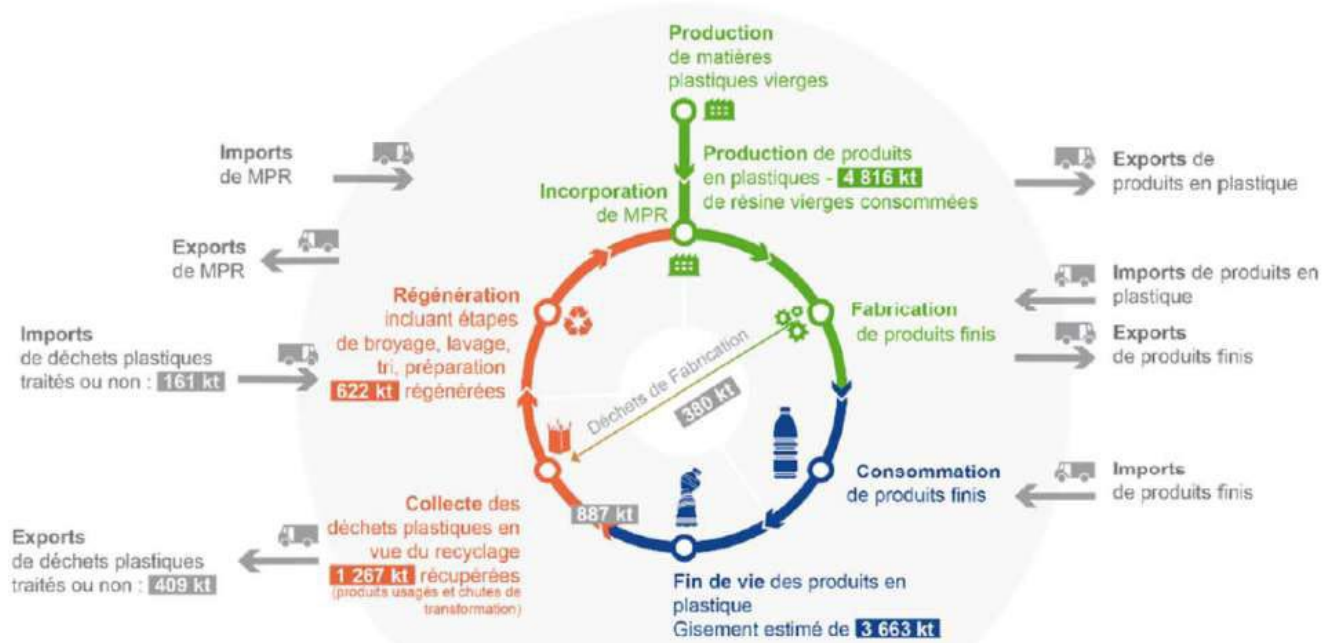 Production
de matières
plastiques vierges
Imports
de MPR
Production de produits
en plastiques - 4 816 kt
de résine vierges consommées
Exports de
produits en plastique
Incorporation
de MPR
Exports
de MPR
Imports de produits en
plastique
Régénération
incluant étapes
de broyage, lavage,
tri, préparation
622 kt régénérées
Fabrication
de produits finis
Exports
de produits finis
Imports
de déchets plastiques
traités ou non : 161 kt
Déchets de Fabrication
380 kt
Consommation
de produits finis
Imports
de produits finis
887 kt
Collecte des
déchets plastiques en
vue du recyclage
1 267 kt récupérées
(produits usagés et chutes de
transformation)
Exports
de déchets plastiques
traités ou non : 409 kt
Fin de vie des produits en
plastique
Gisement estimé de 3 663 kt